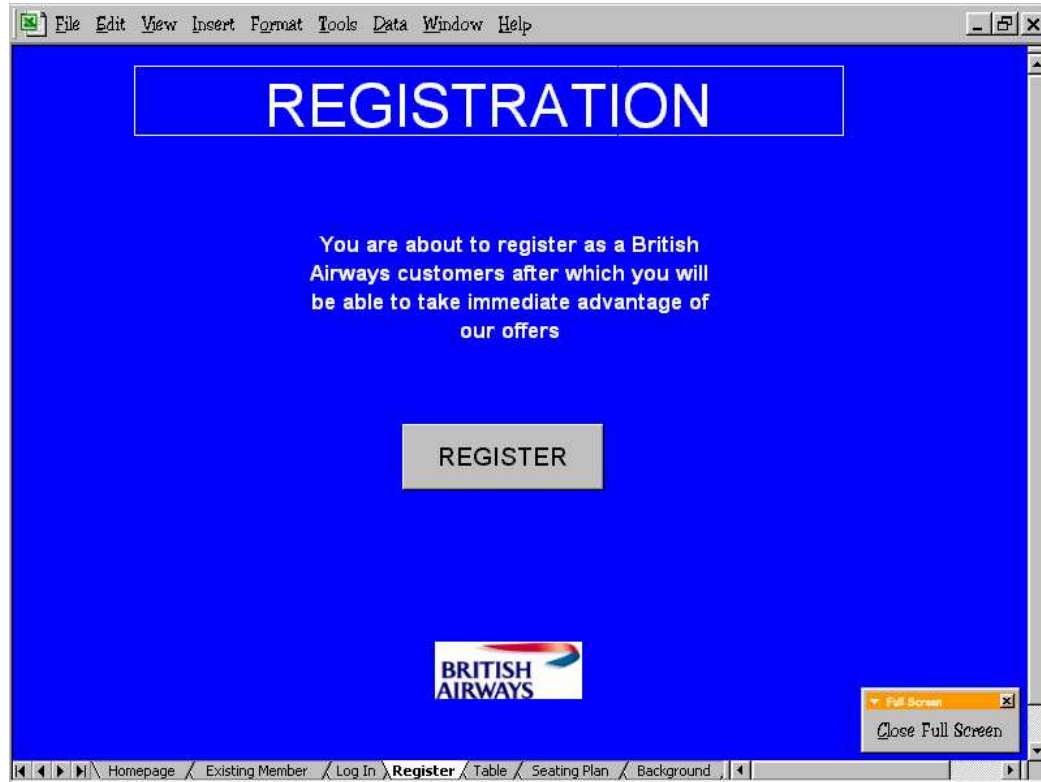 File Edit View Insert Format Tools Data Window Help
REGISTRATION
You are about to register as a British
Airways customers after which you will
be able to take immediate advantage of
our offers
REGISTER
BRITISH
AIRWAYS
Full Screen
Close Full Screen
Homepage Existing Member Log In Register Table Seating Plan Background